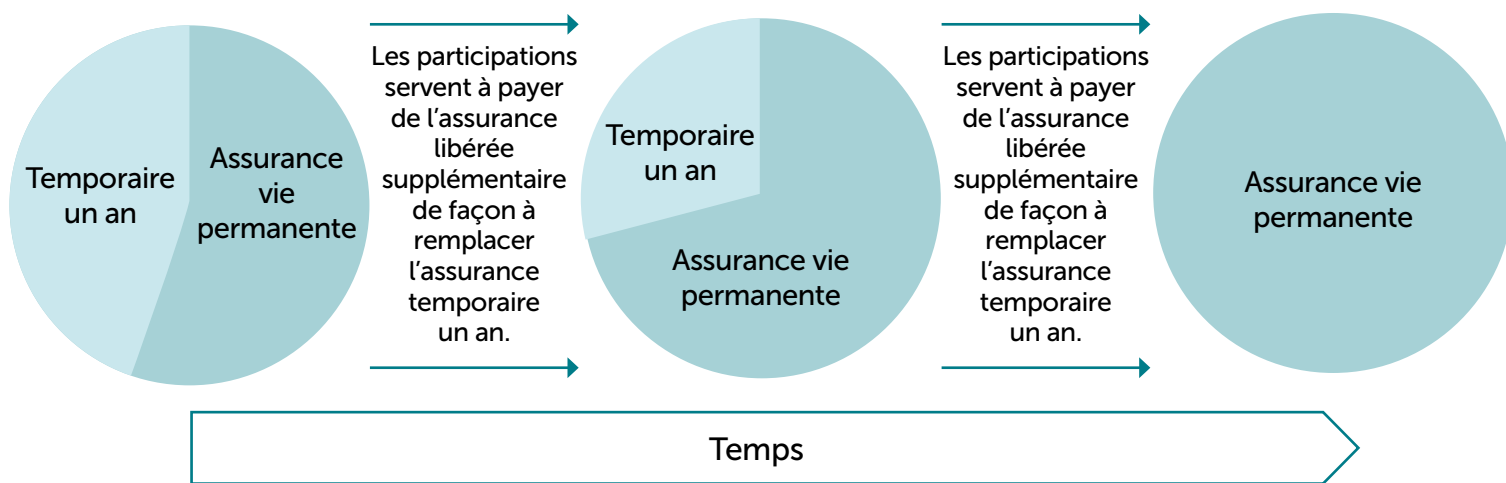 Temporaire
un an
Assurance
vie
permanente
Les participations
servent à payer
de l’assurance
libérée
supplémentaire
de façon à
remplacer
l’assurance
temporaire
un an.
Temporaire
un an
Assurance vie
permanente
Les participations
servent à payer
de l’assurance
libérée
supplémentaire
de façon à
remplacer
l’assurance
temporaire
un an.
Assurance vie
permanente
Temps